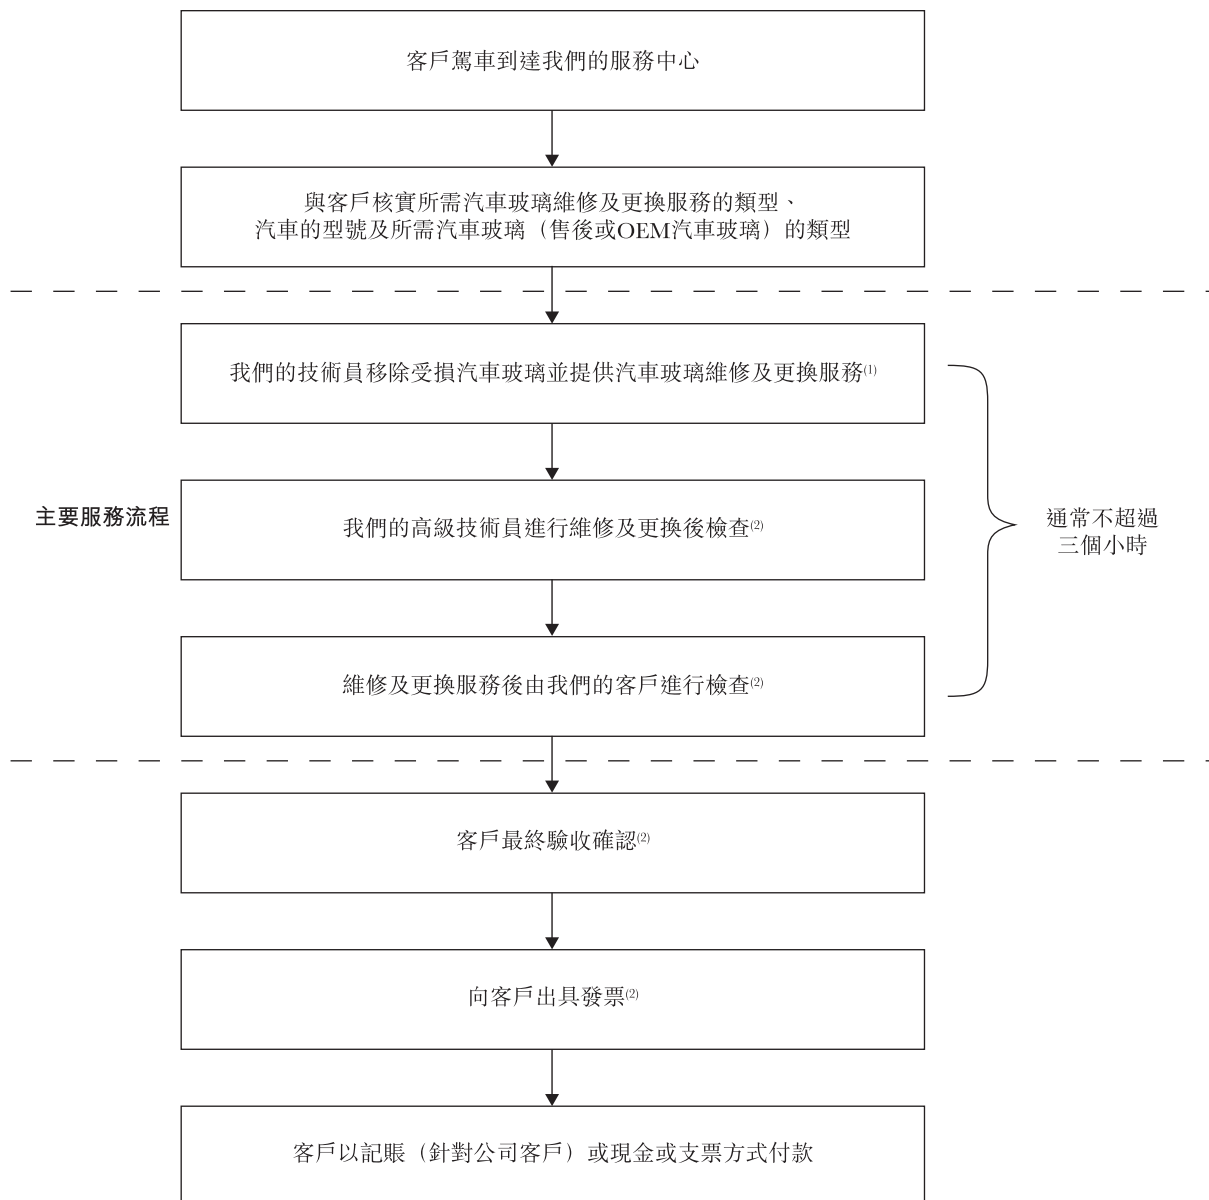 客戶駕車到達我們的服務中心
與客戶核實所需汽車玻璃維修及更換服務的類型、
汽車的型號及所需汽車玻璃（售後或OEM汽車玻璃）的類型
我們的技術員移除受損汽車玻璃並提供汽車玻璃維修及更換服務(1)
主要服務流程
我們的高級技術員進行維修及更換後檢查(2)
通常不超過
三個小時
維修及更換服務後由我們的客戶進行檢查(2)
客戶最終驗收確認(2)
向客戶出具發票(2)
客戶以記賬（針對公司客戶）或現金或支票方式付款